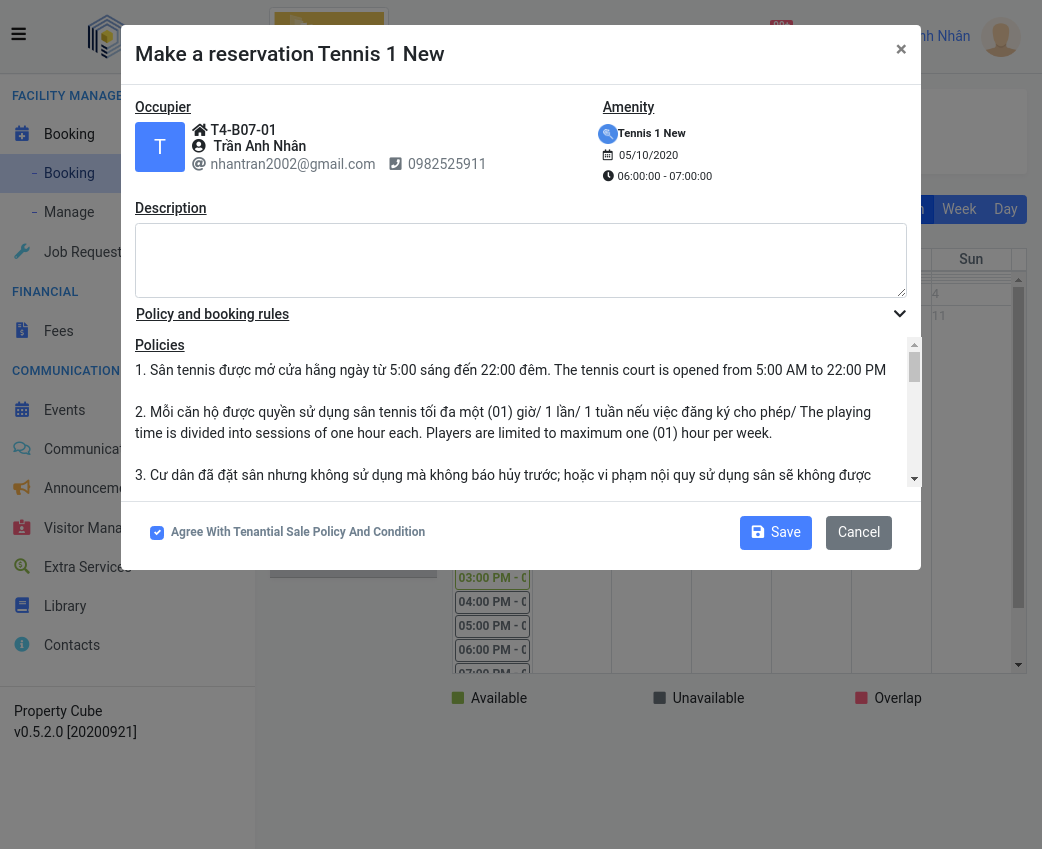 Make a reservation Tennis 1 New
×
99+
nh Nhân
FACILITY MANAGE
Booking
Booking
Manage
Job Request
FINANCIAL
Fees
COMMUNICATION
Events
Communicat
Announceme
Visitor Mana
Extra Services
Library
Contacts
Property Cube
v0.5.2.0 [20200921]
Occupier
T
T4-B07-01
Trần Anh Nhân
nhantran2002@gmail.com 0982525911
Amenity
Tennis 1 New
05/10/2020
06:00:00 - 07:00:00
Description
Policy and booking rules
Policies
1. Sân tennis được mở cửa hằng ngày từ 5:00 sáng đến 22:00 đêm. The tennis court is opened from 5:00 AM to 22:00 PM
2. Mỗi căn hộ được quyền sử dụng sân tennis tối đa một (01) giờ/ 1 lần/ 1 tuần nếu việc đăng ký cho phép/ The playing
time is divided into sessions of one hour each. Players are limited to maximum one (01) hour per week.
3. Cư dân đã đặt sân nhưng không sử dụng mà không báo hủy trước; hoặc vi phạm nội quy sử dụng sân sẽ không được
Agree With Tenantial Sale Policy And Condition
Save
Cancel
Week
Day
Sun
4
11
03:00 PM - 0
04:00 PM - 0
05:00 PM - 0
06:00 PM - 0
07:00 PM - 0
Available
Unavailable
Overlap